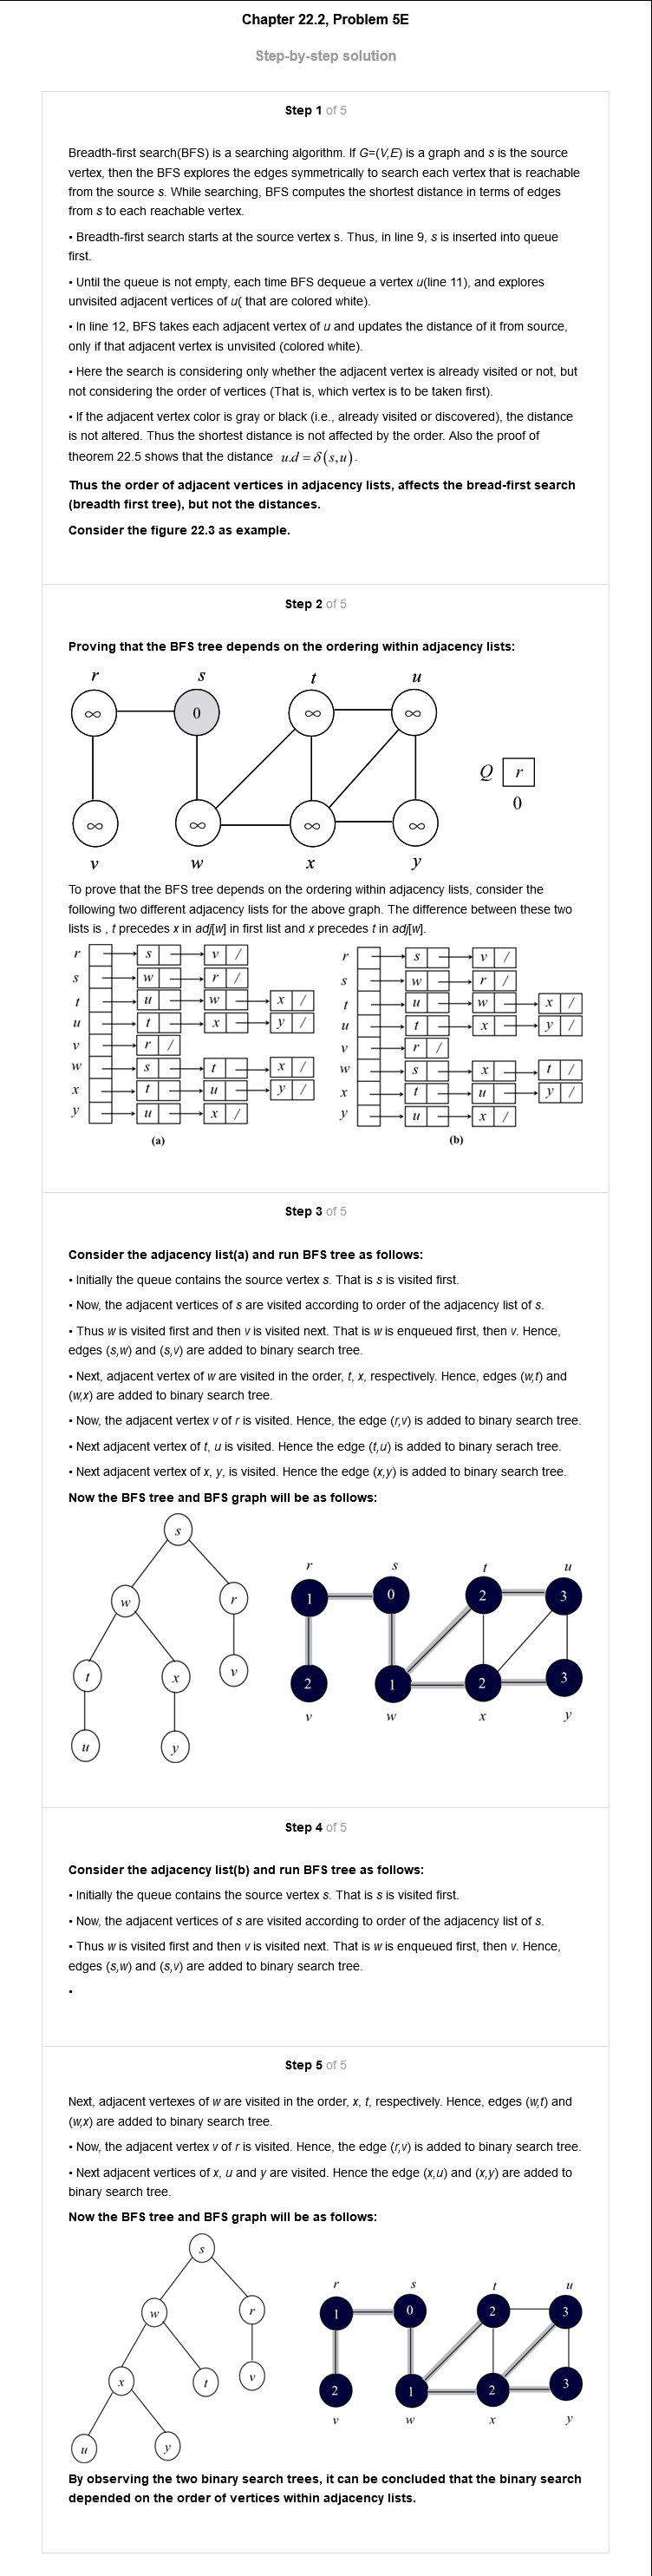 Chapter 22.2, Problem 5E
Step-by-step solution
Step 1 of 5
Breadth-first search(BFS) is a searching algorithm. If G=(V,E) is a graph and s is the source
vertex, then the BFS explores the edges symmetrically to search each vertex that is reachable
from the source s. While searching, BFS computes the shortest distance in terms of edges
from s to each reachable vertex.
• Breadth-first search starts at the source vertex s. Thus, in line 9, s is inserted into queue
first.
• Until the queue is not empty, each time BFS dequeue a vertex u(line 11), and explores
unvisited adjacent vertices of u( that are colored white).
• In line 12, BFS takes each adjacent vertex of u and updates the distance of it from source,
only if that adjacent vertex is unvisited (colored white).
• Here the search is considering only whether the adjacent vertex is already visited or not, but
not considering the order of vertices (That is, which vertex is to be taken first).
• If the adjacent vertex color is gray or black (i.e., already visited or discovered), the distance
is not altered. Thus the shortest distance is not affected by the order. Also the proof of
theorem 22.5 shows that the distance u.d = δ(s,u).
Thus the order of adjacent vertices in adjacency lists, affects the bread-first search
(breadth first tree), but not the distances.
Consider the figure 22.3 as example.
Step 2 of 5
Proving that the BFS tree depends on the ordering within adjacency lists:
r s t u
∞ 0 ∞ ∞
Q r
0
∞ ∞ ∞ ∞
v w x y
To prove that the BFS tree depends on the ordering within adjacency lists, consider the
following two different adjacency lists for the above graph. The difference between these two
lists is , t precedes x in adj[w] in first list and x precedes t in adj[w].
r s v / r s v /
s w r / s w r /
t u w x / t u w x /
u t x y / u t x y /
v r / v r /
w s t x / w s x t /
x t u y / x t u y /
y u x / y u x /
(a) (b)
Step 3 of 5
Consider the adjacency list(a) and run BFS tree as follows:
• Initially the queue contains the source vertex s. That is s is visited first.
• Now, the adjacent vertices of s are visited according to order of the adjacency list of s.
• Thus w is visited first and then v is visited next. That is w is enqueued first, then v. Hence,
edges (s,w) and (s,v) are added to binary search tree.
• Next, adjacent vertex of w are visited in the order, t, x, respectively. Hence, edges (w,t) and
(w,x) are added to binary search tree.
• Now, the adjacent vertex v of r is visited. Hence, the edge (r,v) is added to binary search tree.
• Next adjacent vertex of t, u is visited. Hence the edge (t,u) is added to binary serach tree.
• Next adjacent vertex of x, y, is visited. Hence the edge (x,y) is added to binary search tree.
Now the BFS tree and BFS graph will be as follows:
s
w r
t x v
u y
r s t u
1 0 2 3
2 1 2 3
v w x y
Step 4 of 5
Consider the adjacency list(b) and run BFS tree as follows:
• Initially the queue contains the source vertex s. That is s is visited first.
• Now, the adjacent vertices of s are visited according to order of the adjacency list of s.
• Thus w is visited first and then v is visited next. That is w is enqueued first, then v. Hence,
edges (s,w) and (s,v) are added to binary search tree.
•
Step 5 of 5
Next, adjacent vertexes of w are visited in the order, x, t, respectively. Hence, edges (w,t) and
(w,x) are added to binary search tree.
• Now, the adjacent vertex v of r is visited. Hence, the edge (r,v) is added to binary search tree.
• Next adjacent vertices of x, u and y are visited. Hence the edge (x,u) and (x,y) are added to
binary search tree.
Now the BFS tree and BFS graph will be as follows:
s
w r
x t v
u y
r s t u
1 0 2 3
2 1 2 3
v w x y
By observing the two binary search trees, it can be concluded that the binary search
depended on the order of vertices within adjacency lists.